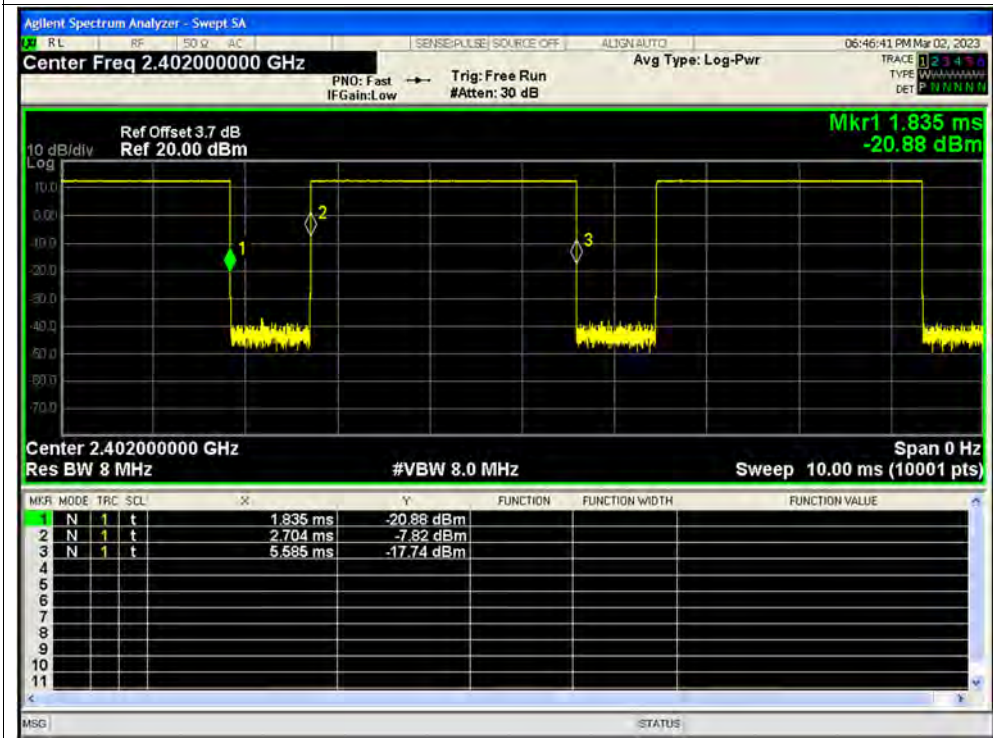 Agilent Spectrum Analyzer - Swept SA
RL RF 50 Ω AC SENSE:PULSE SOURCE OFF ALIGN AUTO 06:46:41 PM Mar 02, 2023
Center Freq 2.402000000 GHz Avg Type: Log-Pwr TRACE 1 2 3 4 5 6
PNO: Fast Trig: Free Run TYPE W
IFGain:Low #Atten: 30 dB DET P N N N N N
Mkr1 1.835 ms
Ref Offset 3.7 dB
10 dB/div Ref 20.00 dBm -20.88 dBm
Log
10.0
0.00
2
-10.0
1 3
-20.0
-30.0
-40.0
-50.0
-60.0
-70.0
Center 2.402000000 GHz Span 0 Hz
Res BW 8 MHz #VBW 8.0 MHz Sweep 10.00 ms (10001 pts)
MKR MODE TRC SCL X Y FUNCTION FUNCTION WIDTH FUNCTION VALUE
1 N 1 t 1.835 ms -20.88 dBm
2 N 1 t 2.704 ms -7.82 dBm
3 N 1 t 5.585 ms -17.74 dBm
4
5
6
7
8
9
10
11
MSG STATUS